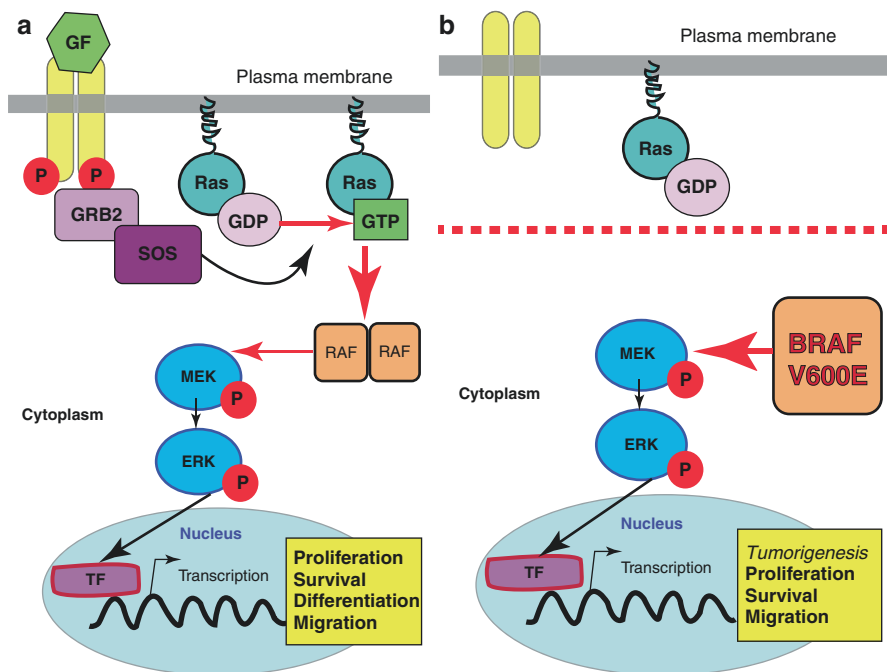 a
GF
Plasma membrane
P
P
Ras
Ras
GRB2
GDP
GTP
SOS
RAF
RAF
MEK
P
Cytoplasm
ERK
P
Nucleus
TF
Transcription
Proliferation
Survival
Differentiation
Migration
b
Plasma membrane
Ras
GDP
BRAF
V600E
MEK
P
Cytoplasm
ERK
P
Nucleus
TF
Transcription
Tumorigenesis
Proliferation
Survival
Migration